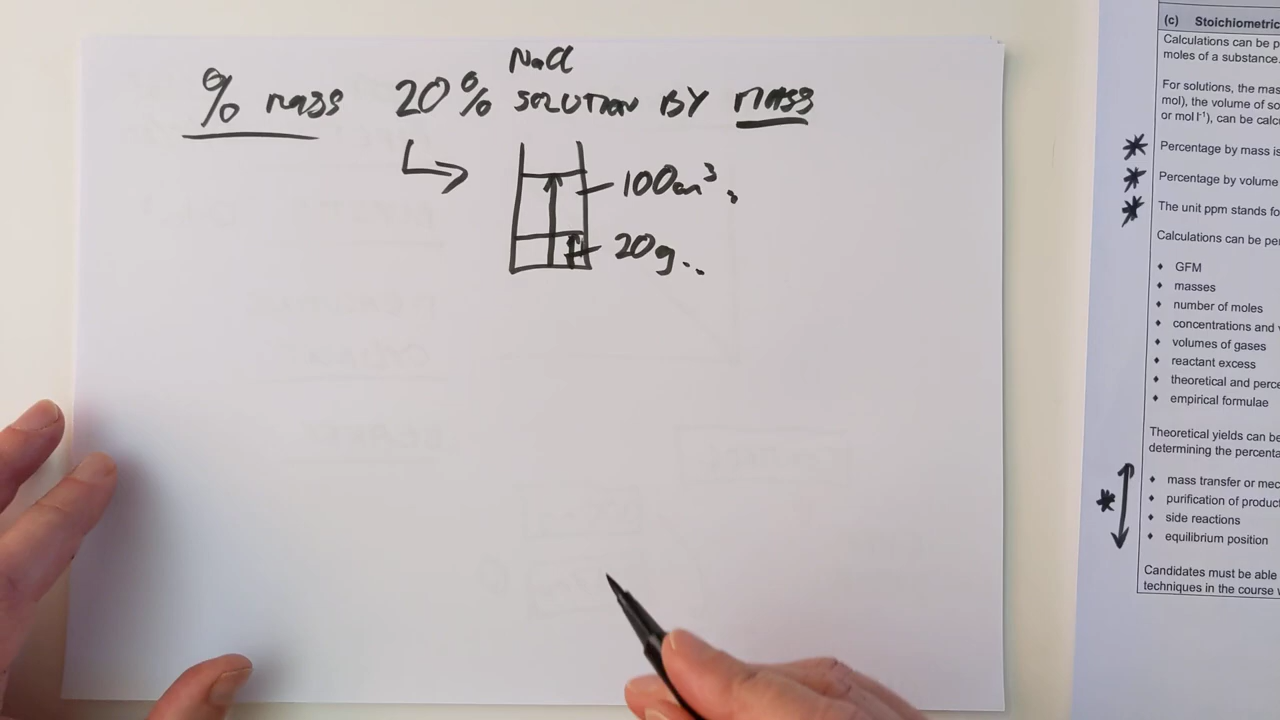 % mass 20% NaCl SOLUTION BY MASS
100cm³.
20g..
(c) Stoichiometric
Calculations can be p
moles of a substance.
For solutions, the mas
mol), the volume of so
or mol l⁻¹), can be calc
* Percentage by mass is
* Percentage by volume
* The unit ppm stands fo
Calculations can be per
♦ GFM
♦ masses
♦ number of moles
♦ concentrations and v
♦ volumes of gases
♦ reactant excess
♦ theoretical and perce
♦ empirical formulae
Theoretical yields can be
determining the percenta
* ♦ mass transfer or mec
♦ purification of product
♦ side reactions
♦ equilibrium position
Candidates must be able
techniques in the course w